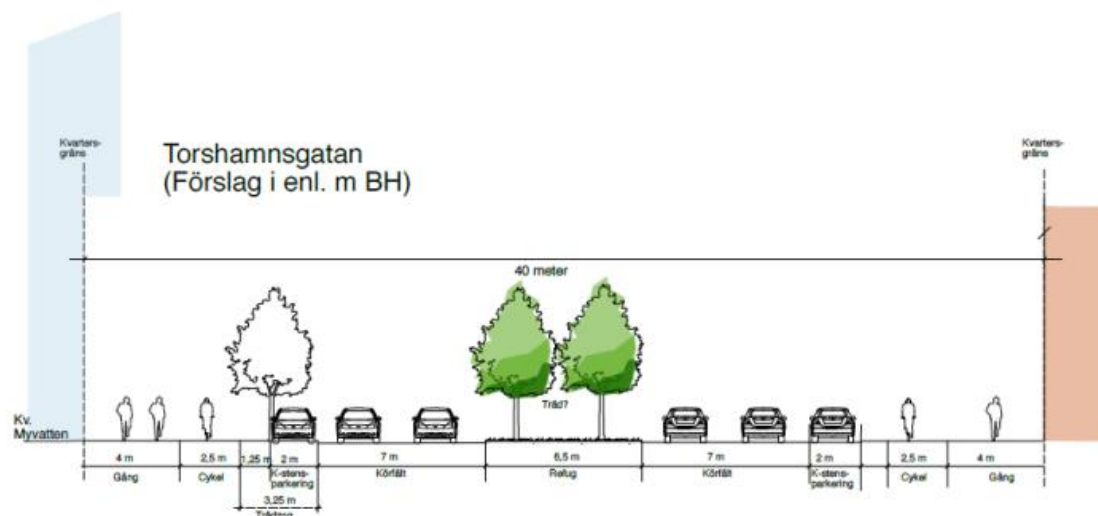 Kvarters-
gräns
Kvarters-
gräns
Torshamnsgatan
(Förslag i enl. m BH)
40 meter
Träd?
Kv.
Myvatten
4 m
2,5 m
1,25 m
2 m
7 m
6,5 m
7 m
2 m
2,5 m
4 m
Gång
Cykel
K-stens-
parkering
Körfält
Refug
Körfält
K-stens-
parkering
Cykel
Gång
3,25 m